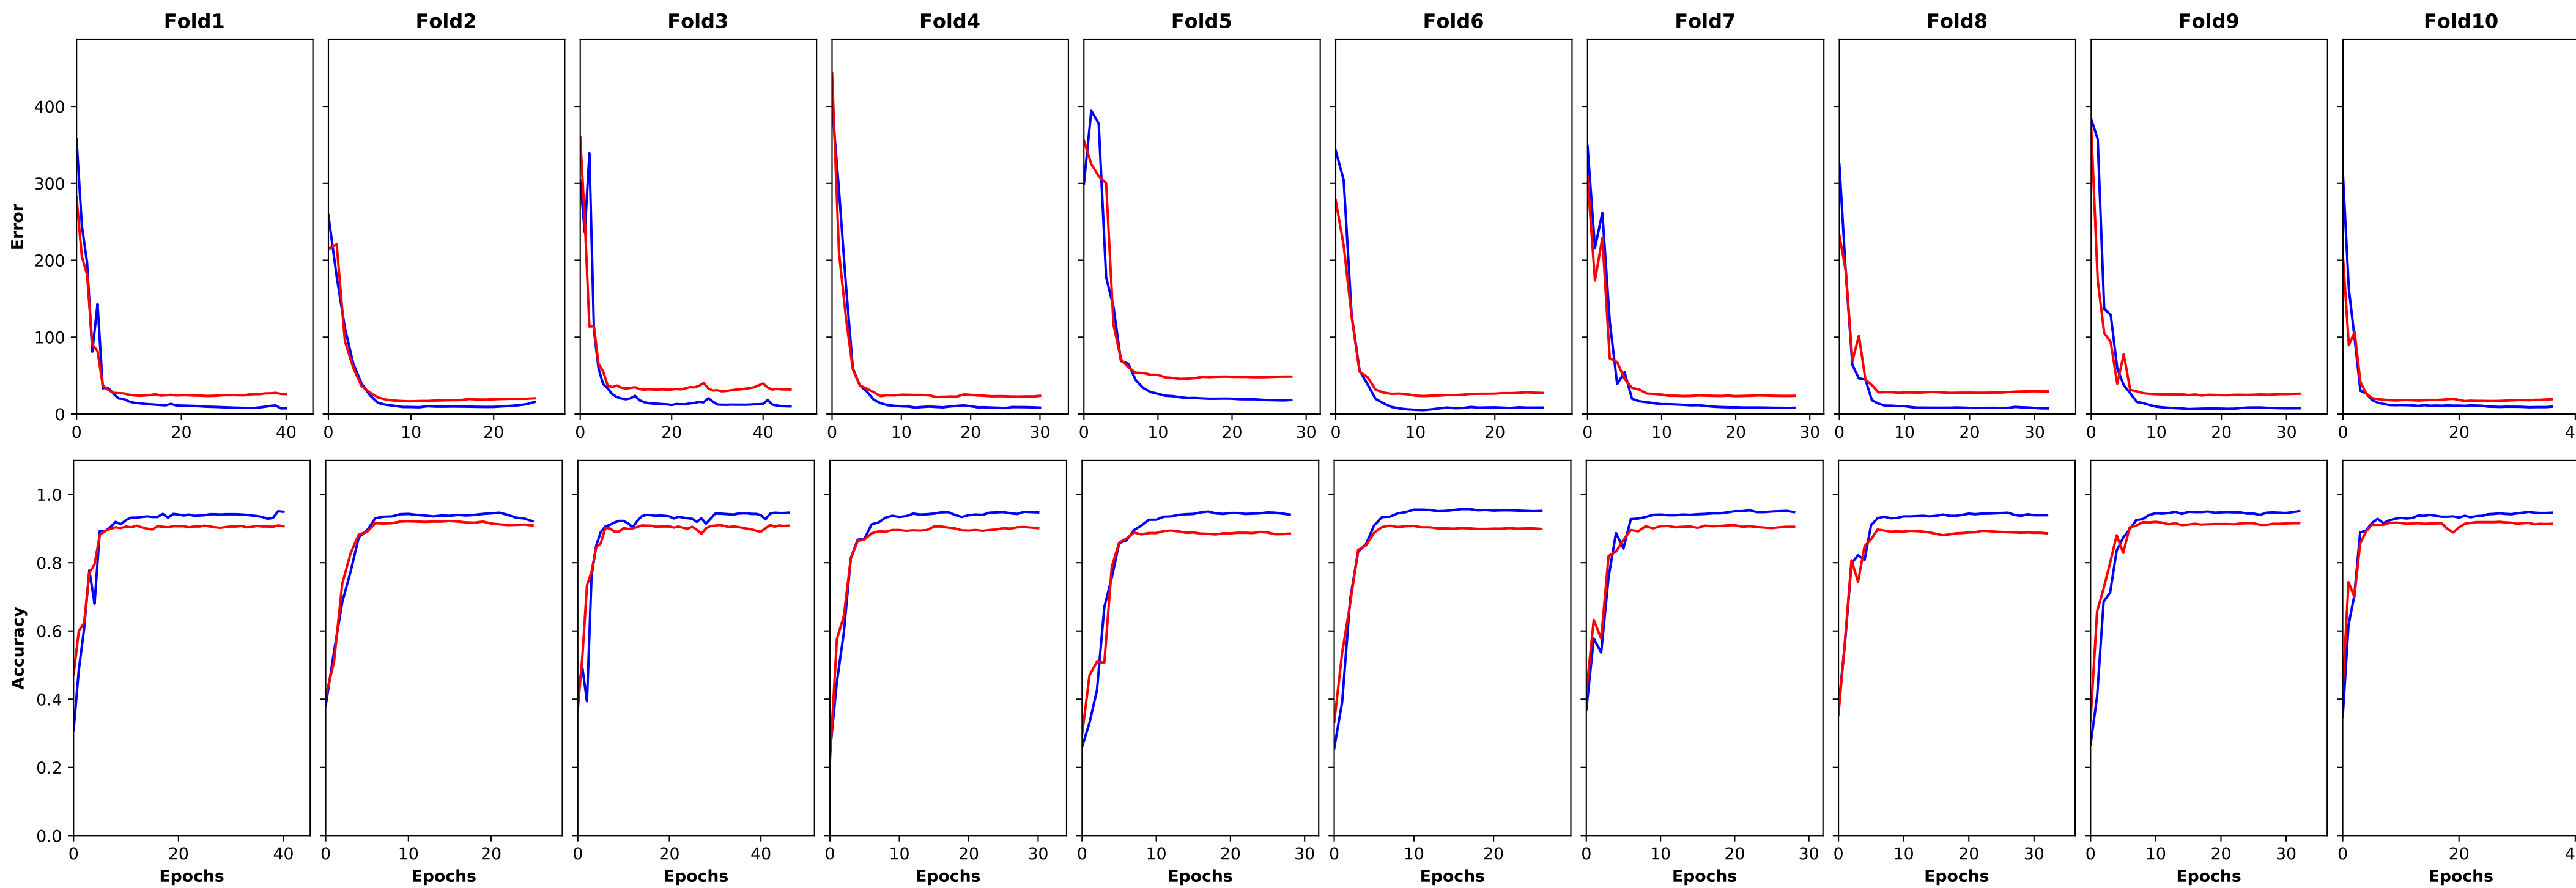 Fold1 Fold2 Fold3 Fold4 Fold5 Fold6 Fold7 Fold8 Fold9 Fold10
400
300
Error
200
100
0
0 20 40 0 10 20 0 20 40 0 10 20 30 0 10 20 30 0 10 20 0 10 20 30 0 10 20 30 0 10 20 30 0 20 4
1.0
0.8
0.6
Accuracy
0.4
0.2
0.0
0 20 40 0 10 20 0 20 40 0 10 20 30 0 10 20 30 0 10 20 0 10 20 30 0 10 20 30 0 10 20 30 0 20 4
Epochs Epochs Epochs Epochs Epochs Epochs Epochs Epochs Epochs Epochs